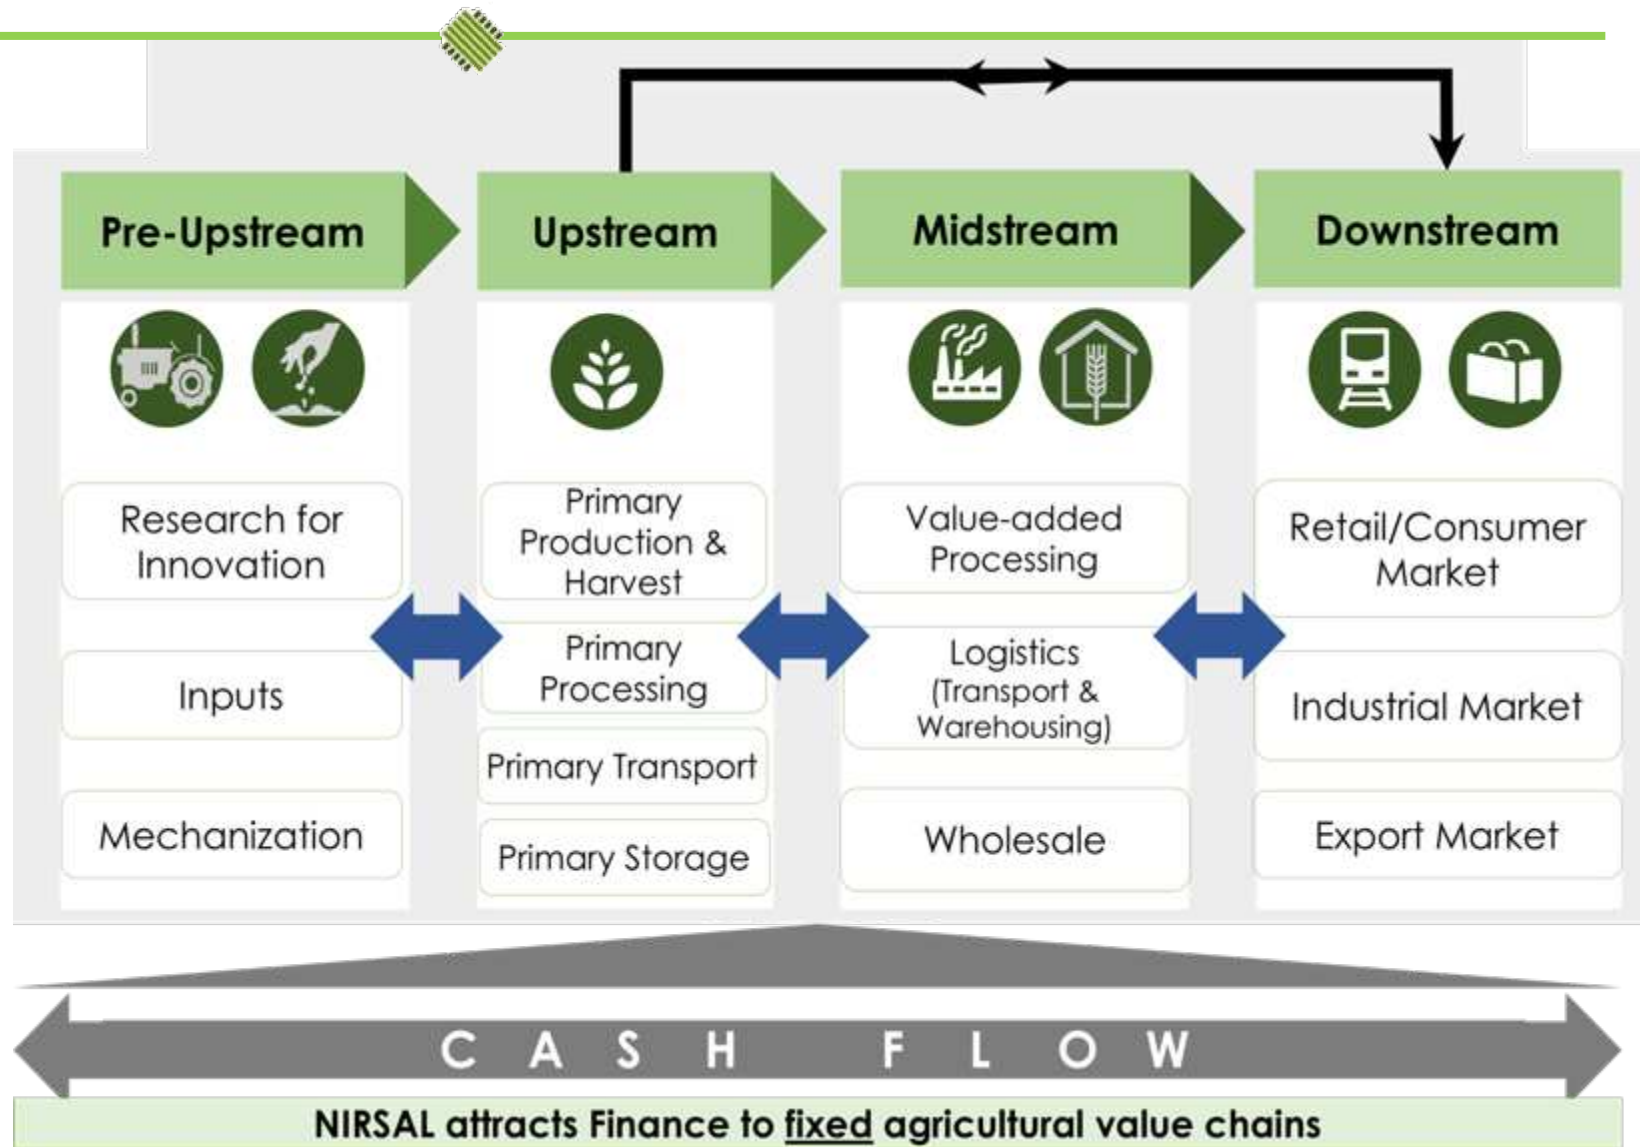 Pre-Upstream
Upstream
Midstream
Downstream
Research for
Innovation
Inputs
Mechanization
Primary
Production &
Harvest
Primary
Processing
Primary Transport
Primary Storage
Value-added
Processing
Logistics
(Transport &
Warehousing)
Wholesale
Retail/Consumer
Market
Industrial Market
Export Market
CASH FLOW
NIRSAL attracts Finance to fixed agricultural value chains